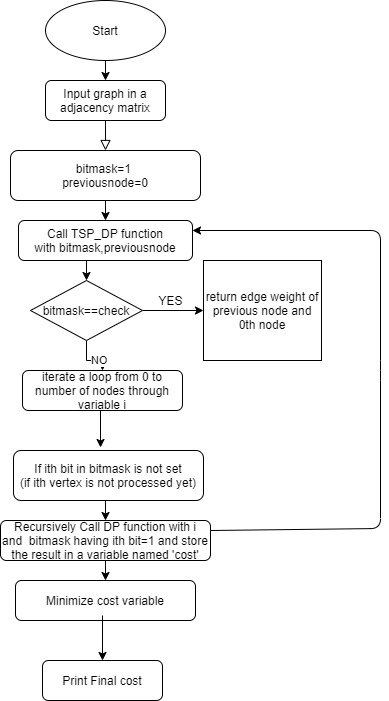 Start
Input graph in a
adjacency matrix
bitmask=1
previousnode=0
Call TSP_DP function
with bitmask,previousnode
bitmask==check
YES
return edge weight of
previous node and
0th node
NO
iterate a loop from 0 to
number of nodes through
variable i
If ith bit in bitmask is not set
(if ith vertex is not processed yet)
Recursively Call DP function with i
and bitmask having ith bit=1 and store
the result in a variable named 'cost'
Minimize cost variable
Print Final cost